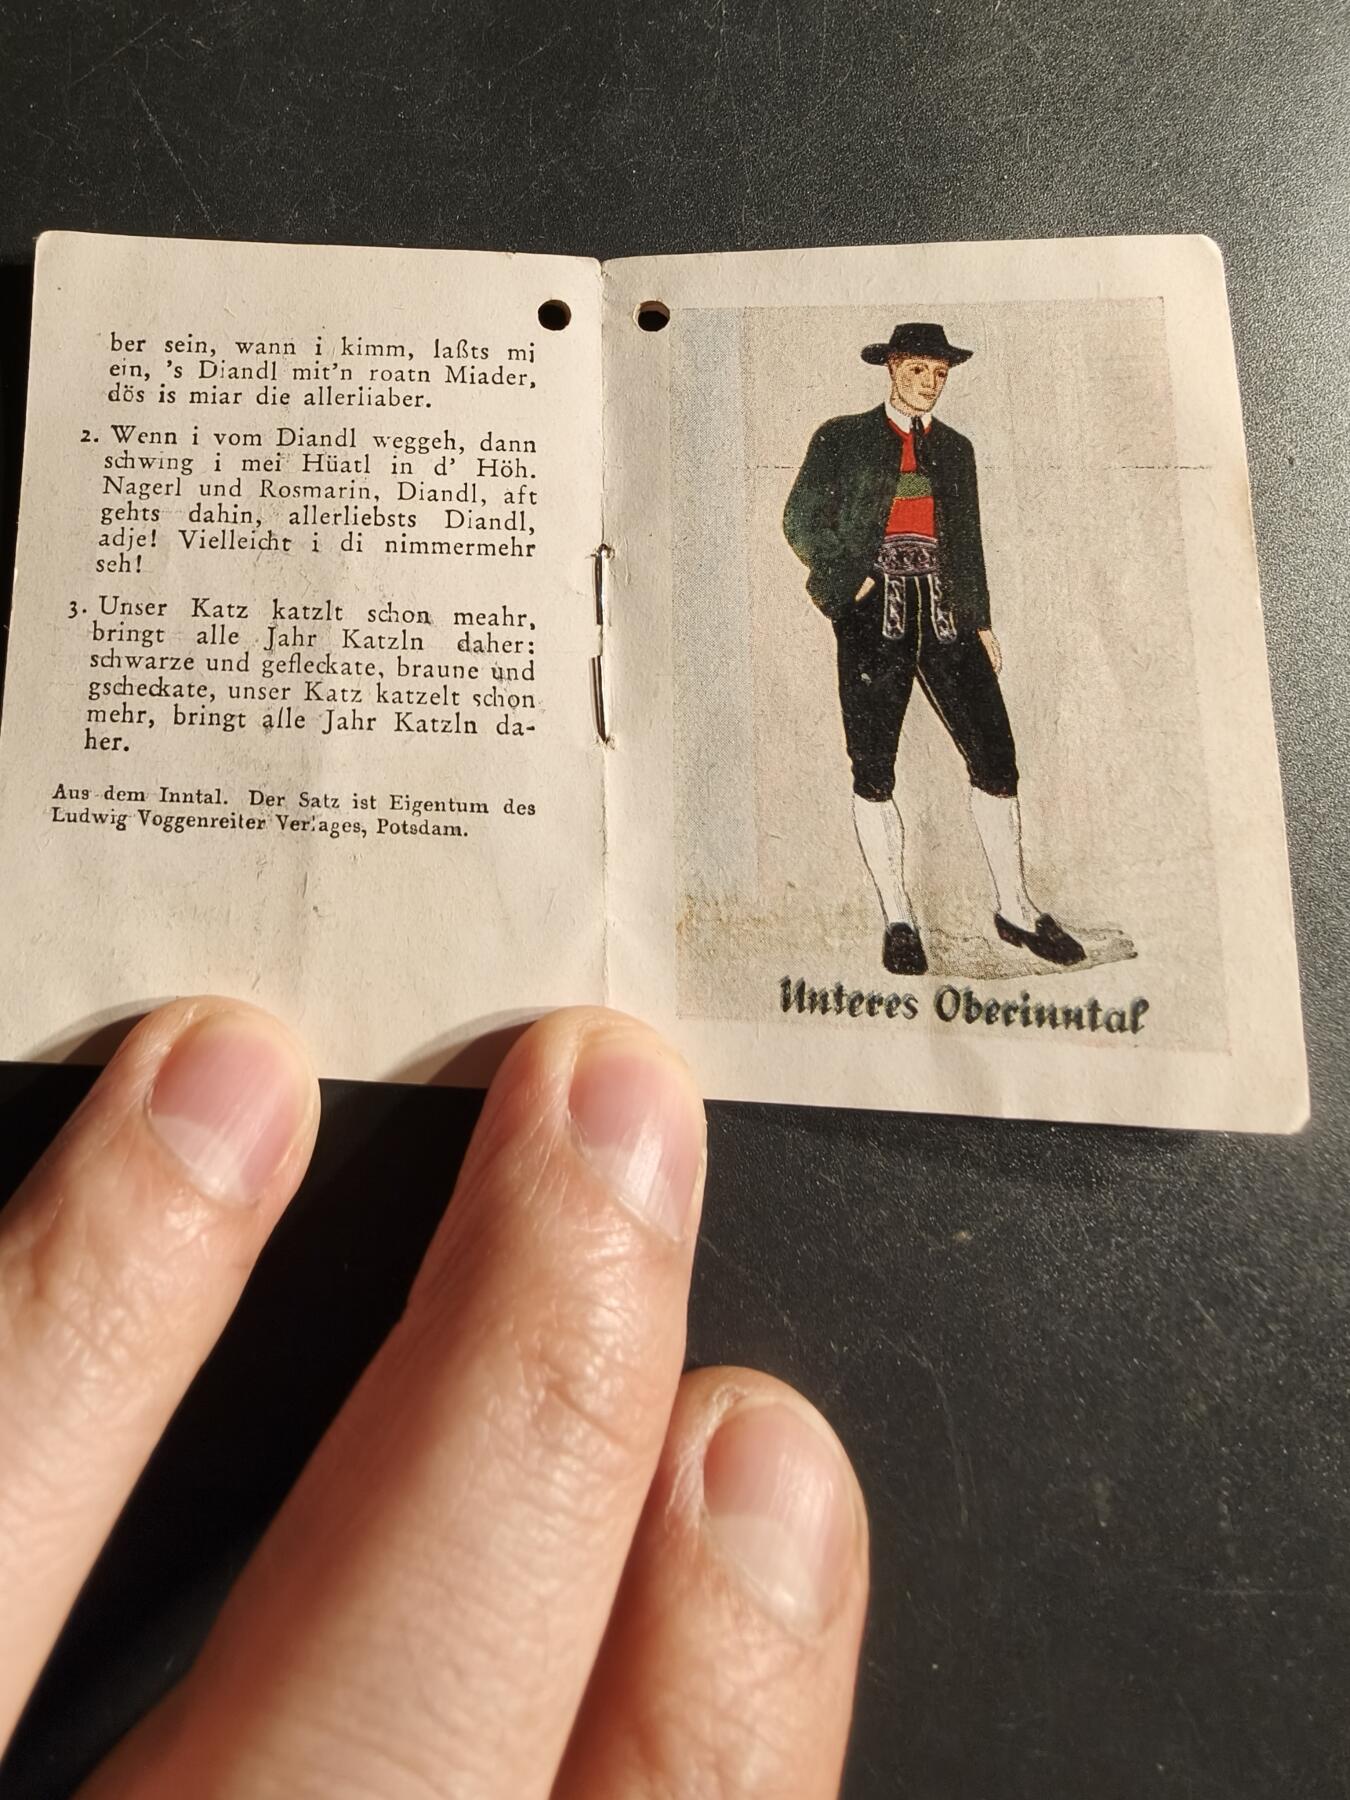 ber sein, wann i kimm, laßts mi
ein, 's Diandl mit'n roatn Miader,
dös is miar die allerliaber.
2. Wenn i vom Diandl weggeh, dann
schwing i mei Hüatl in d' Höh.
Nagerl und Rosmarin, Diandl, aft
gehts dahin, allerliebsts Diandl,
adje! Vielleicht i di nimmermehr
seh!
3. Unser Katz katzlt schon meahr,
bringt alle Jahr Katzln daher:
schwarze und gefleckate, braune und
gscheckate, unser Katz katzelt schon
mehr, bringt alle Jahr Katzln da-
her.
Aus dem Inntal. Der Satz ist Eigentum des
Ludwig Voggenreiter Verlages, Potsdam.
Unteres Oberinntal